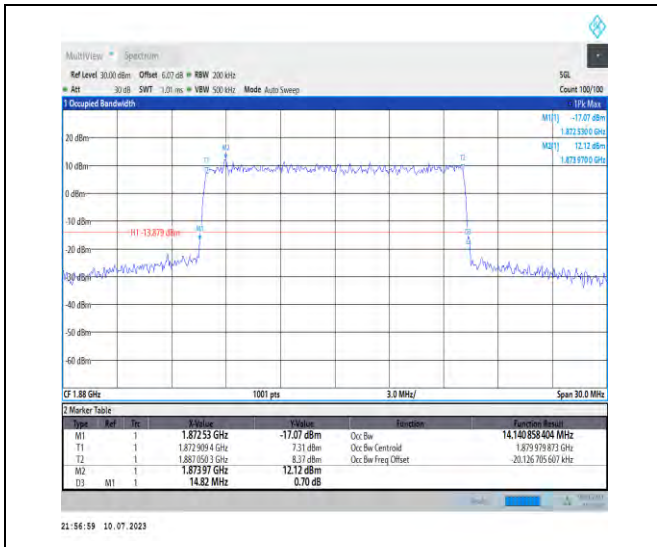 MultiView Spectrum
Ref Level 30.00 dBm Offset 6.07 dB RBW 200 kHz SGL
Att 30 dB SWT 1.01 ms VBW 500 kHz Mode Auto Sweep Count 100/100
1 Occupied Bandwidth 1Pk Max
M1[1] -17.07 dBm
1.872 530 0 GHz
M2[1] 12.12 dBm
1.873 970 0 GHz
20 dBm
M2
T1 T2
10 dBm
0 dBm
-10 dBm
H1 -13.879 dBm M1 D3
-20 dBm
-30 dBm
-40 dBm
-50 dBm
-60 dBm
CF 1.88 GHz 1001 pts 3.0 MHz/ Span 30.0 MHz
2 Marker Table
Type Ref Trc X-Value Y-Value Function Function Result
M1 1 1.872 53 GHz -17.07 dBm Occ Bw 14.140 858 404 MHz
T1 1 1.872 909 4 GHz 7.31 dBm Occ Bw Centroid 1.879 979 873 GHz
T2 1 1.887 050 3 GHz 8.37 dBm Occ Bw Freq Offset -20.126 705 607 kHz
M2 1 1.873 97 GHz 12.12 dBm
D3 M1 1 14.82 MHz 0.70 dB
21:56:59 10.07.2023